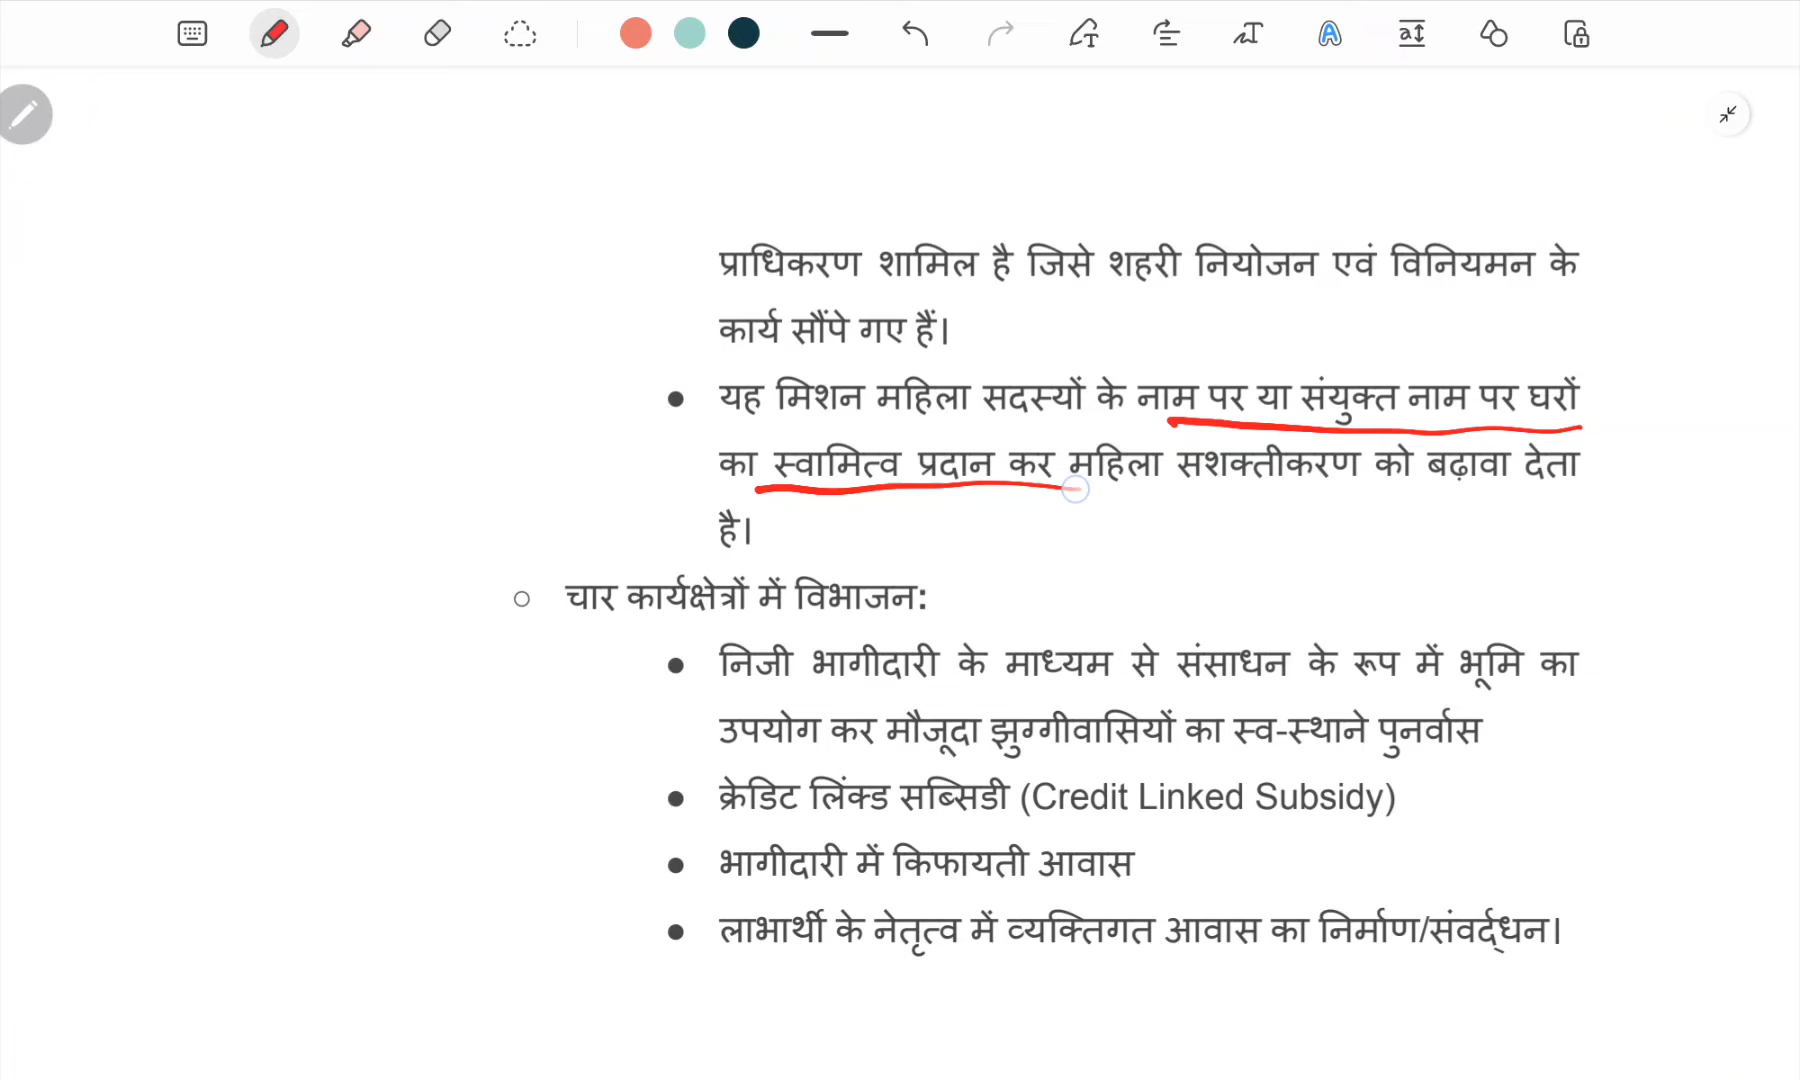 प्राधिकरण शामिल है जिसे शहरी नियोजन एवं विनियमन के
कार्य सौंपे गए हैं।
● यह मिशन महिला सदस्यों के नाम पर या संयुक्त नाम पर घरों
का स्वामित्व प्रदान कर महिला सशक्तीकरण को बढ़ावा देता
है।
○ चार कार्यक्षेत्रों में विभाजन:
● निजी भागीदारी के माध्यम से संसाधन के रूप में भूमि का
उपयोग कर मौजूदा झुग्गीवासियों का स्व-स्थाने पुनर्वास
● क्रेडिट लिंक्ड सब्सिडी (Credit Linked Subsidy)
● भागीदारी में किफायती आवास
● लाभार्थी के नेतृत्व में व्यक्तिगत आवास का निर्माण/संवर्द्धन।